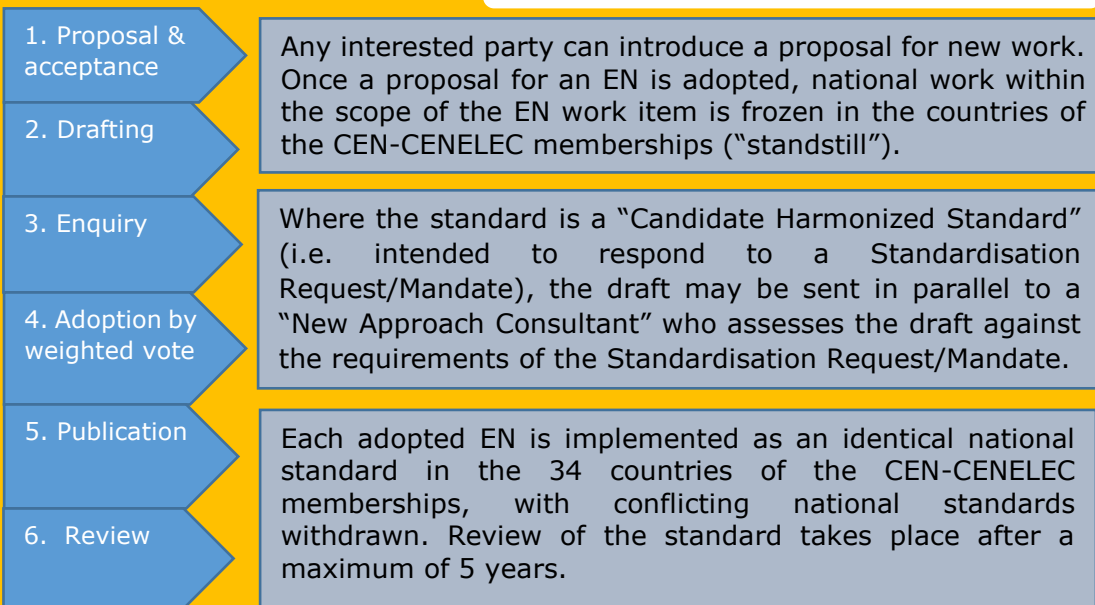 1. Proposal &
acceptance
2. Drafting
3. Enquiry
4. Adoption by
weighted vote
5. Publication
6. Review
Any interested party can introduce a proposal for new work.
Once a proposal for an EN is adopted, national work within
the scope of the EN work item is frozen in the countries of
the CEN-CENELEC memberships (“standstill”).
Where the standard is a “Candidate Harmonized Standard”
(i.e. intended to respond to a Standardisation
Request/Mandate), the draft may be sent in parallel to a
“New Approach Consultant” who assesses the draft against
the requirements of the Standardisation Request/Mandate.
Each adopted EN is implemented as an identical national
standard in the 34 countries of the CEN-CENELEC
memberships, with conflicting national standards
withdrawn. Review of the standard takes place after a
maximum of 5 years.